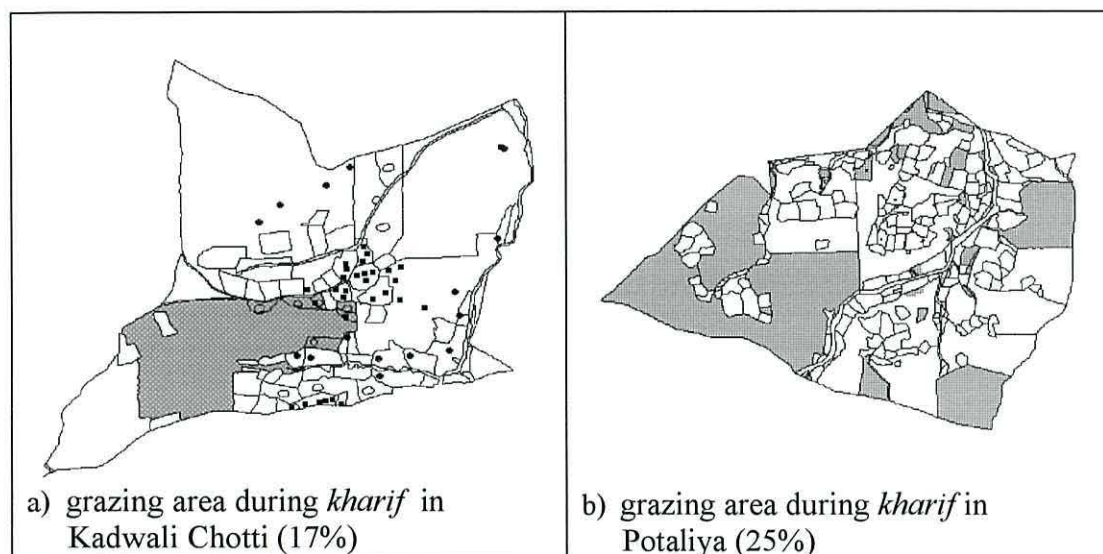 a) grazing area during kharif in
Kadwali Chotti (17%)
b) grazing area during kharif in
Potaliya (25%)